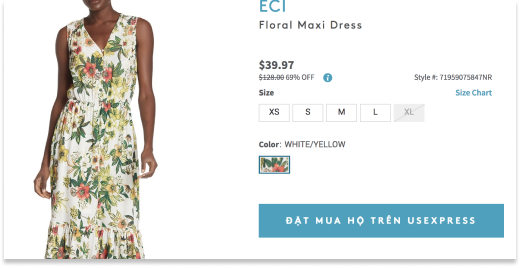 ECI
Floral Maxi Dress
$39.97
$128.00 69% OFF i Style #: 71959075847NR
Size Size Chart
XS S M L XL
Color: WHITE/YELLOW
ĐẶT MUA HỌ TRÊN USEXPRESS